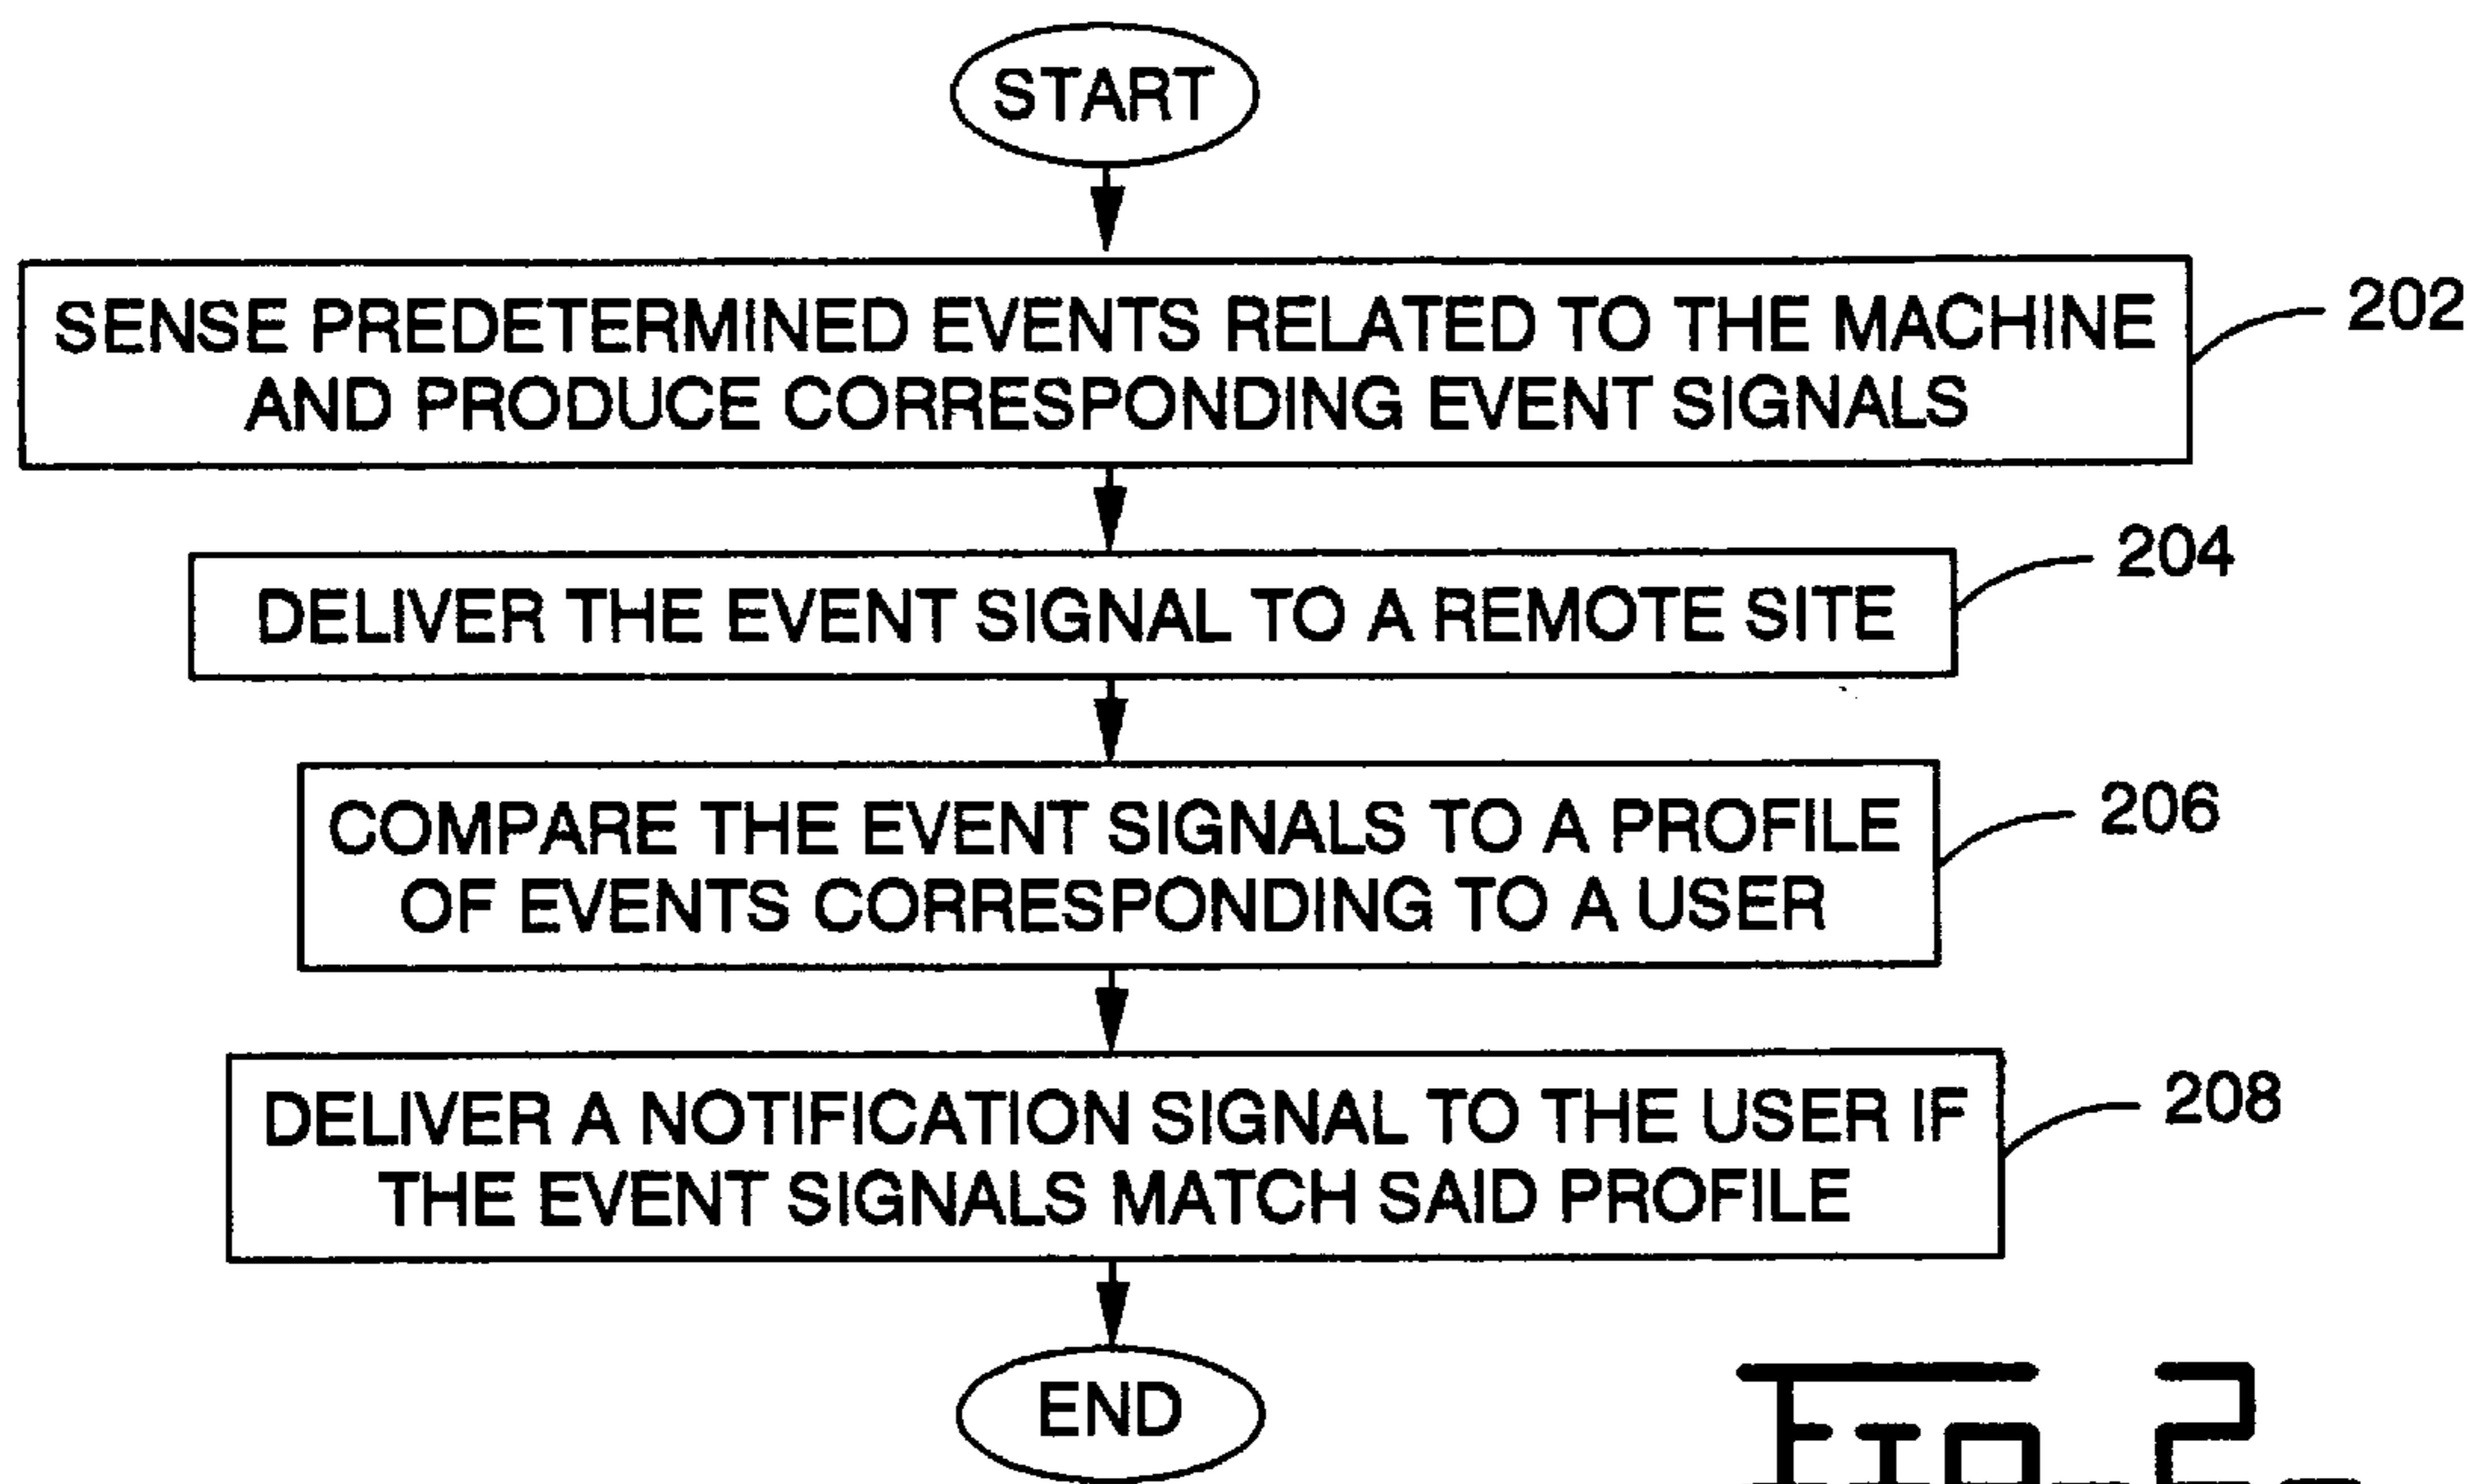 START
SENSE PREDETERMINED EVENTS RELATED TO THE MACHINE
AND PRODUCE CORRESPONDING EVENT SIGNALS
202
DELIVER THE EVENT SIGNAL TO A REMOTE SITE
204
COMPARE THE EVENT SIGNALS TO A PROFILE
OF EVENTS CORRESPONDING TO A USER
206
DELIVER A NOTIFICATION SIGNAL TO THE USER IF
THE EVENT SIGNALS MATCH SAID PROFILE
208
END
FIG_2_